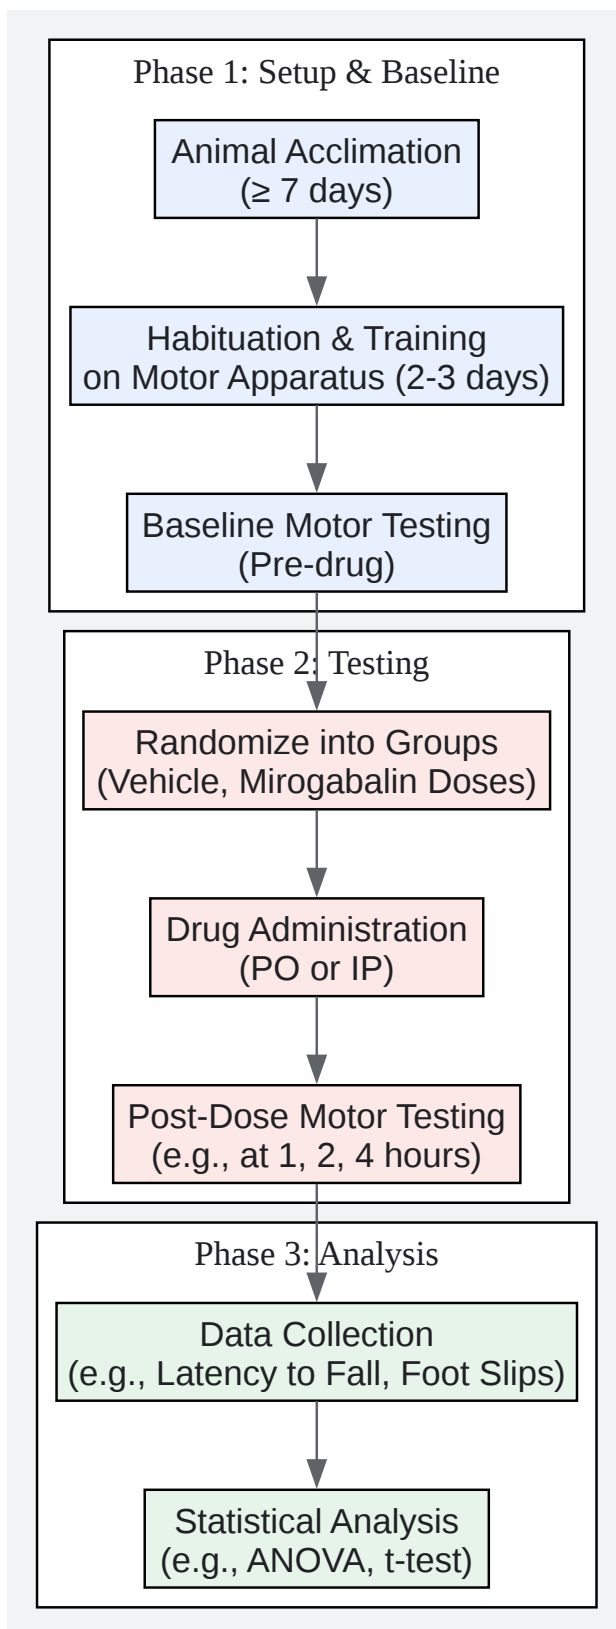 Phase 1: Setup & Baseline
Animal Acclimation
(≥ 7 days)
Habituation & Training
on Motor Apparatus (2-3 days)
Baseline Motor Testing
(Pre-drug)
Phase 2: Testing
Randomize into Groups
(Vehicle, Mirogabalin Doses)
Drug Administration
(PO or IP)
Post-Dose Motor Testing
(e.g., at 1, 2, 4 hours)
Phase 3: Analysis
Data Collection
(e.g., Latency to Fall, Foot Slips)
Statistical Analysis
(e.g., ANOVA, t-test)